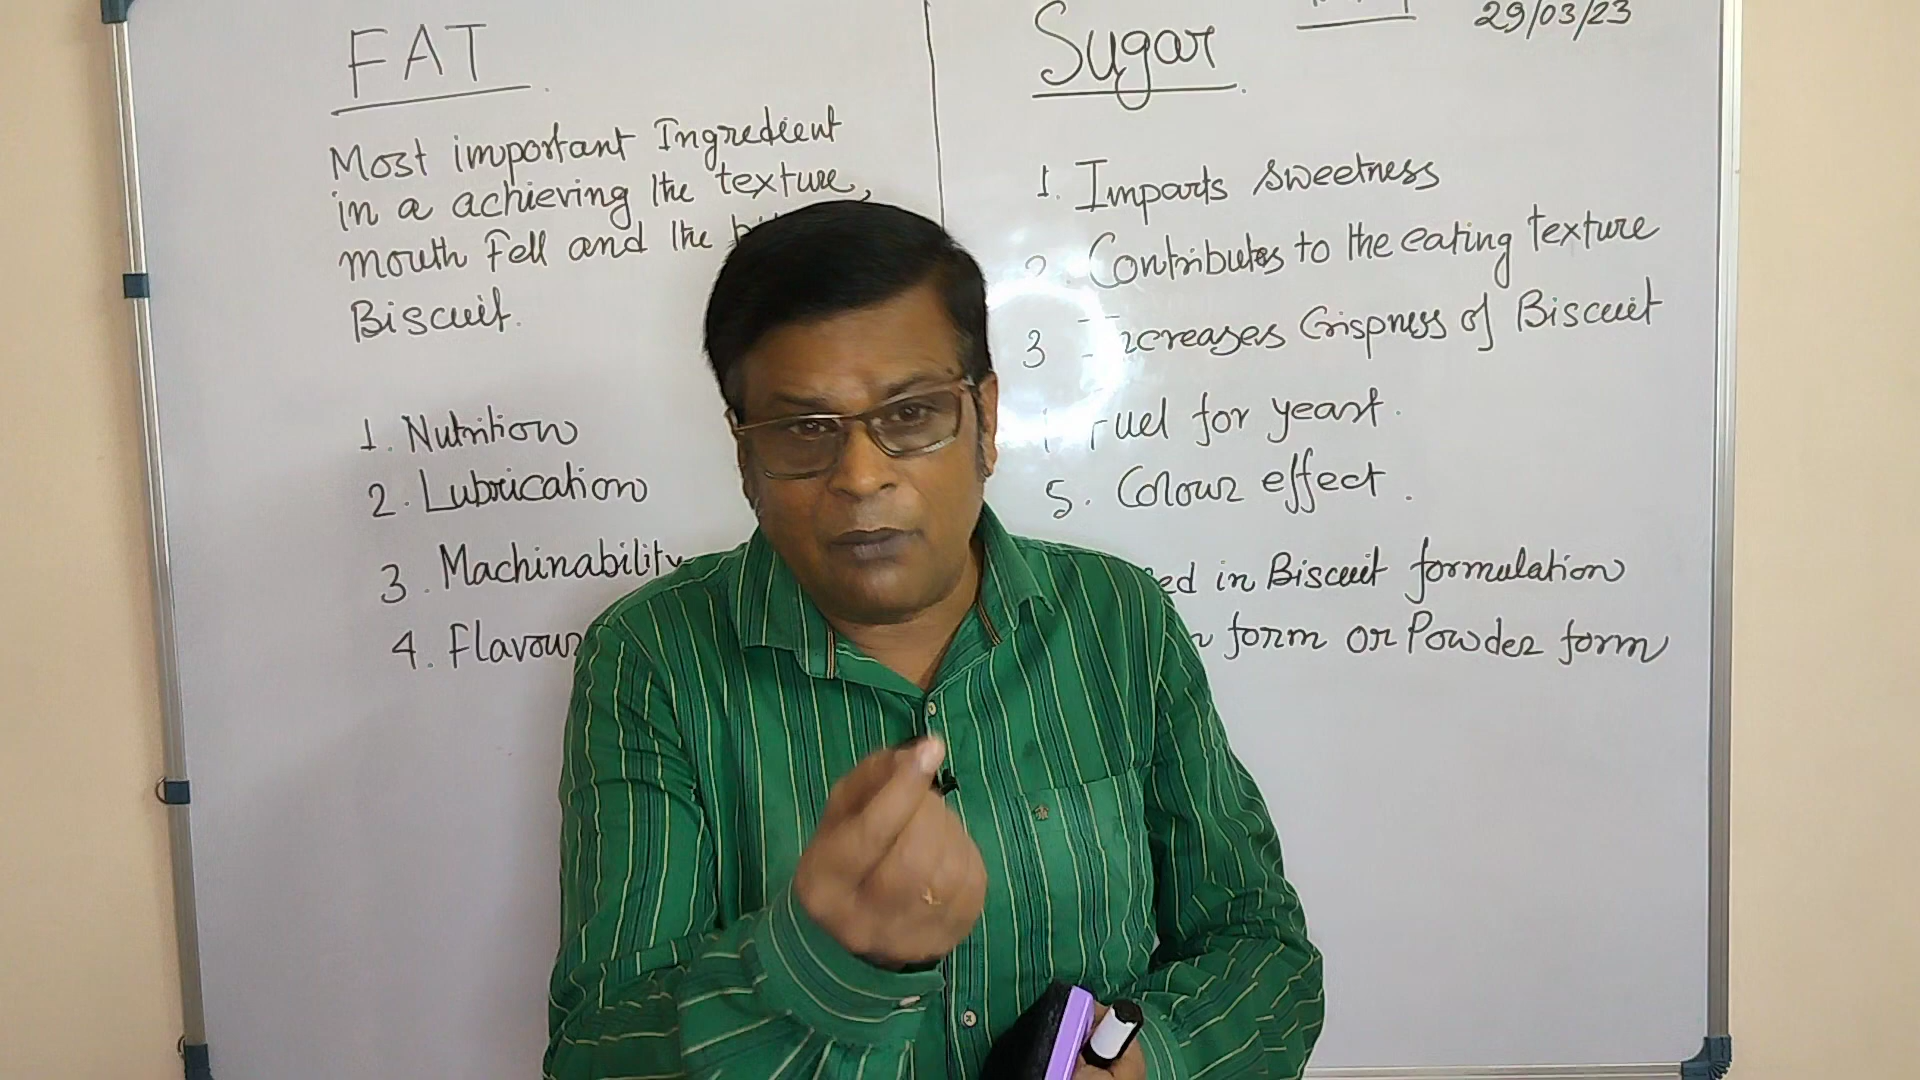 FAT
Most important Ingredient
in a achieving the texture,
mouth Fell and the
Biscuit.
1. Nutrition
2. Lubrication
3. Machinability
4. Flavour
29/03/23
Sugar
1. Imparts sweetness
2. Contributes to the eating texture
3 Increases Crispness of Biscuit
Fuel for yeast.
5. Colour effect.
in Biscuit formulation
form or Powder form